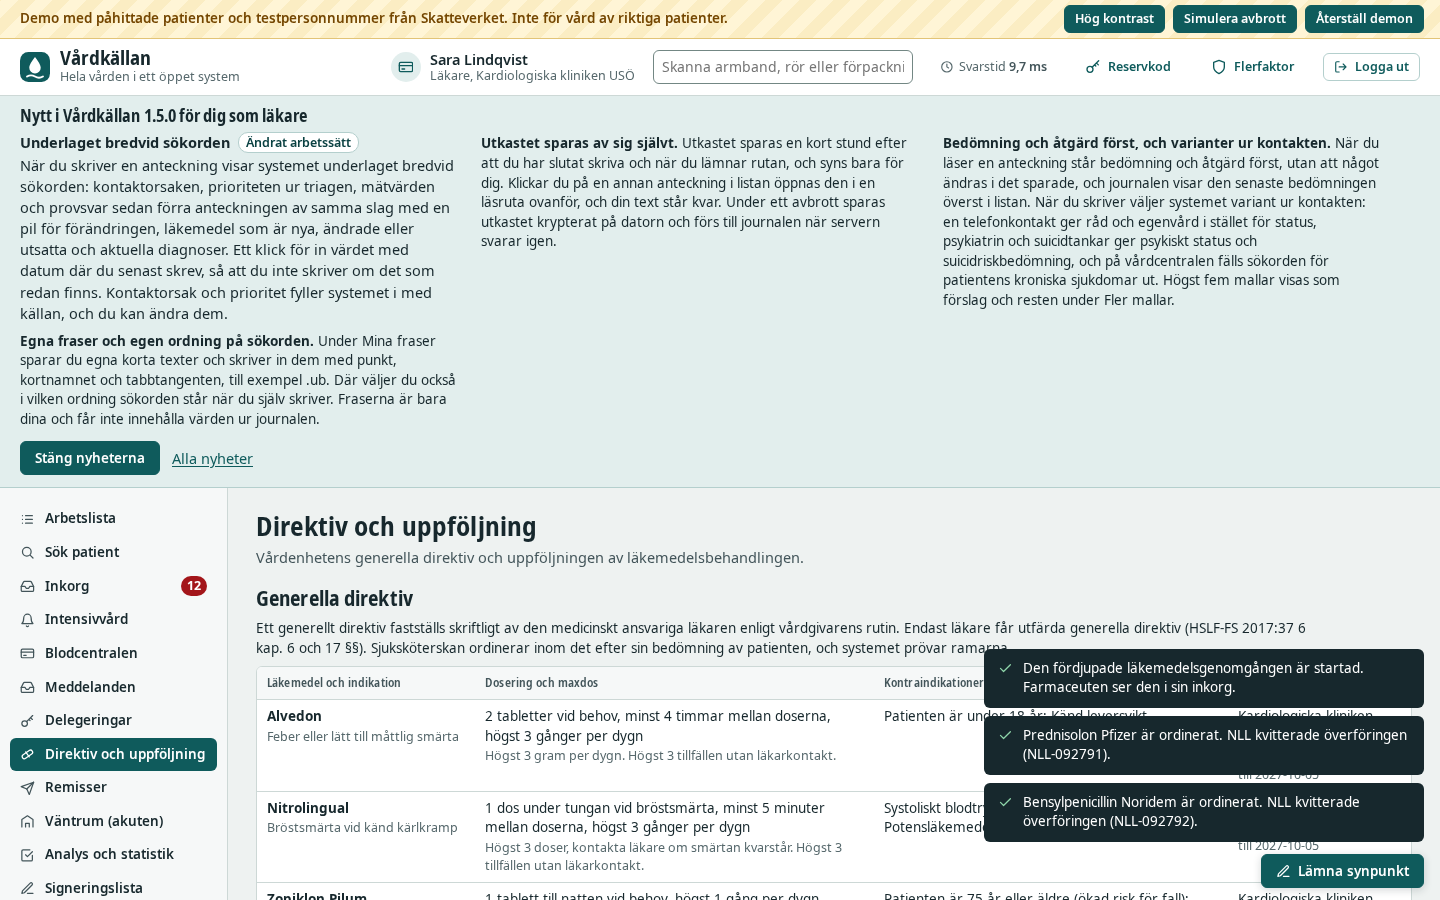 Demo med påhittade patienter och testpersonnummer från Skatteverket. Inte för vård av riktiga patienter.
Hög kontrast
Simulera avbrott
Återställ demon
Vårdkällan
Hela vården i ett öppet system
Sara Lindqvist
Läkare, Kardiologiska kliniken USÖ
Skanna armband, rör eller förpackni
Svarstid 9,7 ms
Reservkod
Flerfaktor
Logga ut
Nytt i Vårdkällan 1.5.0 för dig som läkare
Underlaget bredvid sökorden
Ändrat arbetssätt
När du skriver en anteckning visar systemet underlaget bredvid
sökorden: kontaktorsaken, prioriteten ur triagen, mätvärden
och provsvar sedan förra anteckningen av samma slag med en
pil för förändringen, läkemedel som är nya, ändrade eller
utsatta och aktuella diagnoser. Ett klick för in värdet med
datum där du senast skrev, så att du inte skriver om det som
redan finns. Kontaktorsak och prioritet fyller systemet i med
källan, och du kan ändra dem.
Egna fraser och egen ordning på sökorden. Under Mina fraser
sparar du egna korta texter och skriver in dem med punkt,
kortnamnet och tabbtangenten, till exempel .ub. Där väljer du också
i vilken ordning sökorden står när du själv skriver. Fraserna är bara
dina och får inte innehålla värden ur journalen.
Utkastet sparas av sig självt. Utkastet sparas en kort stund efter
att du har slutat skriva och när du lämnar rutan, och syns bara för
dig. Klickar du på en annan anteckning i listan öppnas den i en
läsruta ovanför, och din text står kvar. Under ett avbrott sparas
utkastet krypterat på datorn och förs till journalen när servern
svarar igen.
Bedömning och åtgärd först, och varianter ur kontakten. När du
läser en anteckning står bedömning och åtgärd först, utan att något
ändras i det sparade, och journalen visar den senaste bedömningen
överst i listan. När du skriver väljer systemet variant ur kontakten:
en telefonkontakt ger råd och egenvård i stället för status,
psykiatrin och suicidtankar ger psykiskt status och
suicidriskbedömning, och på vårdcentralen fälls sökorden för
patientens kroniska sjukdomar ut. Högst fem mallar visas som
förslag och resten under Fler mallar.
Stäng nyheterna
Alla nyheter
Arbetslista
Sök patient
Inkorg
12
Intensivvård
Blodcentralen
Meddelanden
Delegeringar
Direktiv och uppföljning
Remisser
Väntrum (akuten)
Analys och statistik
Signeringslista
Direktiv och uppföljning
Vårdenhetens generella direktiv och uppföljningen av läkemedelsbehandlingen.
Generella direktiv
Ett generellt direktiv fastställs skriftligt av den medicinskt ansvariga läkaren enligt vårdgivarens rutin. Endast läkare får utfärda generella direktiv (HSLF-FS 2017:37 6
kap. 6 och 17 §§). Sjuksköterskan ordinerar inom det efter sin bedömning av patienten, och systemet prövar ramarna.
Läkemedel och indikation
Dosering och maxdos
Kontraindikationer
Alvedon
Feber eller lätt till måttlig smärta
2 tabletter vid behov, minst 4 timmar mellan doserna,
högst 3 gånger per dygn
Högst 3 gram per dygn. Högst 3 tillfällen utan läkarkontakt.
Patienten är under 18 år; Känd leversvikt
Kardiologiska kliniken
till 2027-10-05
Nitrolingual
Bröstsmärta vid känd kärlkramp
1 dos under tungan vid bröstsmärta, minst 5 minuter
mellan doserna, högst 3 gånger per dygn
Högst 3 doser, kontakta läkare om smärtan kvarstår. Högst 3
tillfällen utan läkarkontakt.
Systoliskt
till 2027-10-05
Zopiklon Pilum
1 tablett till natten vid behov, högst 1 gång per dygn
Patienten är 75 år eller äldre (ökad risk för fall);
Kardiologiska kliniken
Den fördjupade läkemedelsgenomgången är startad.
Farmaceuten ser den i sin inkorg.
Prednisolon Pfizer är ordinerat. NLL kvitterade överföringen
(NLL-092791).
Bensylpenicillin Noridem är ordinerat. NLL kvitterade
överföringen (NLL-092792).
Lämna synpunkt